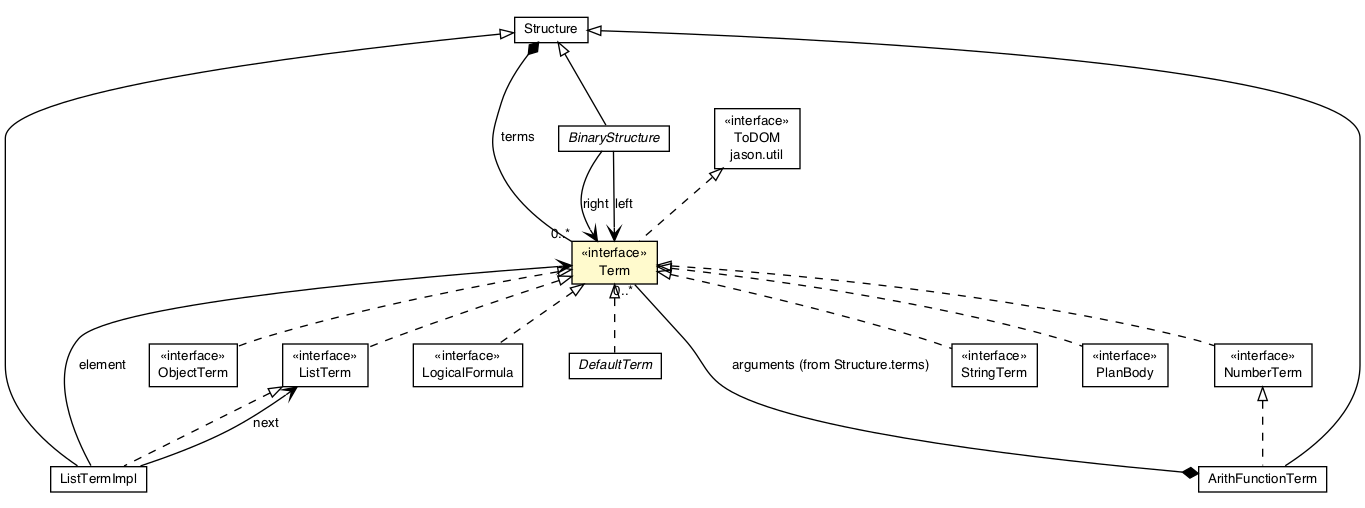 Structure
«interface»
ToDOM
jason.util
terms
BinaryStructure
right
left
0..*
«interface»
Term
0..*
«interface»
ObjectTerm
«interface»
ListTerm
«interface»
LogicalFormula
DefaultTerm
arguments (from Structure.terms)
«interface»
StringTerm
«interface»
PlanBody
«interface»
NumberTerm
element
next
ListTermImpl
ArithFunctionTerm